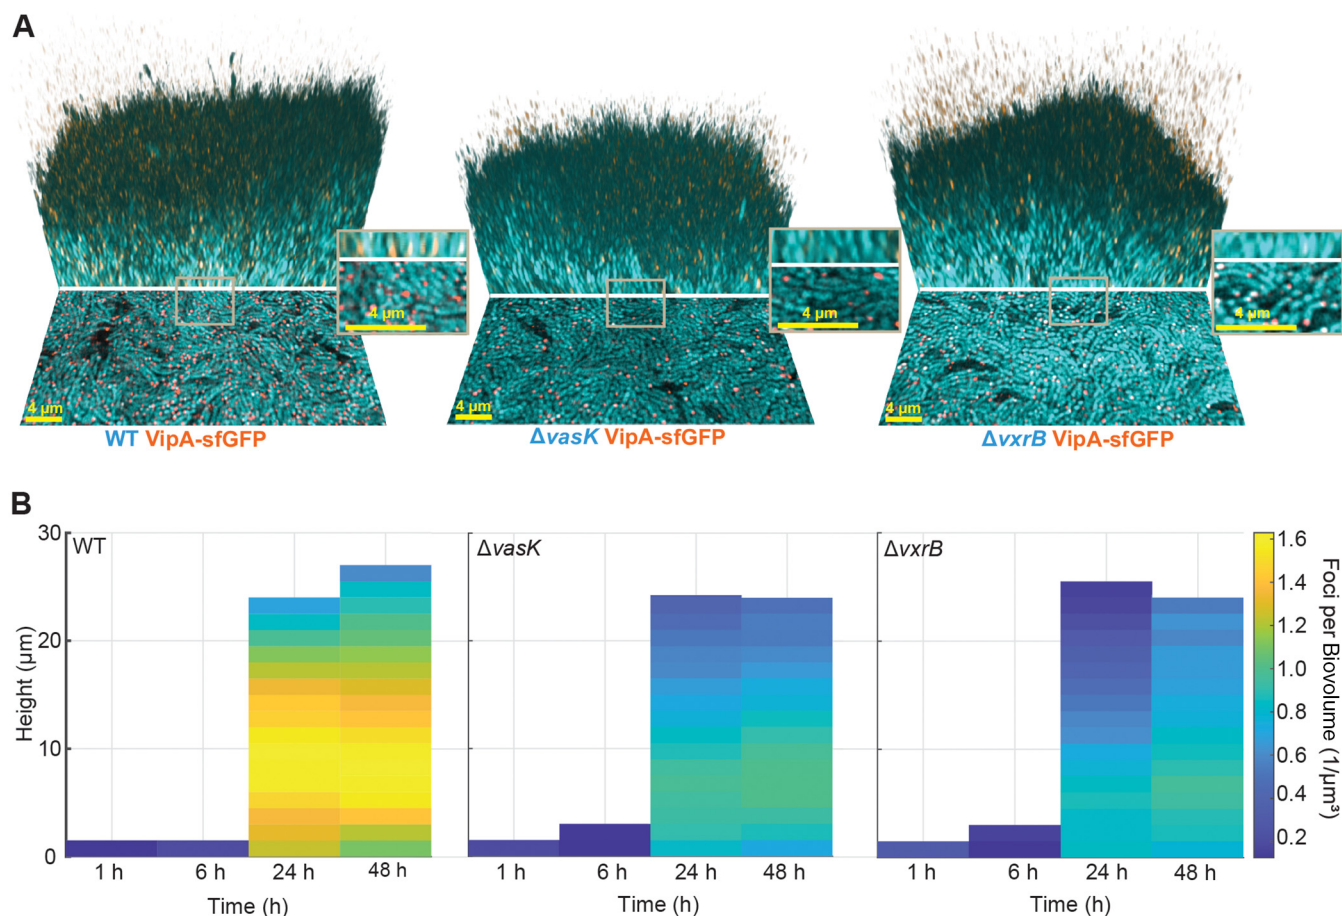 A
4 µm
4 µm
4 µm
4 µm
4 µm
4 µm
WT VipA-sfGFP
ΔvasK VipA-sfGFP
ΔvxrB VipA-sfGFP
B
30
20
10
0
Height (µm)
WT
ΔvasK
ΔvxrB
1 h 6 h 24 h 48 h
1 h 6 h 24 h 48 h
1 h 6 h 24 h 48 h
Time (h)
Time (h)
Time (h)
1.6
1.4
1.2
1.0
0.8
0.6
0.4
0.2
Foci per Biovolume (1/µm³)